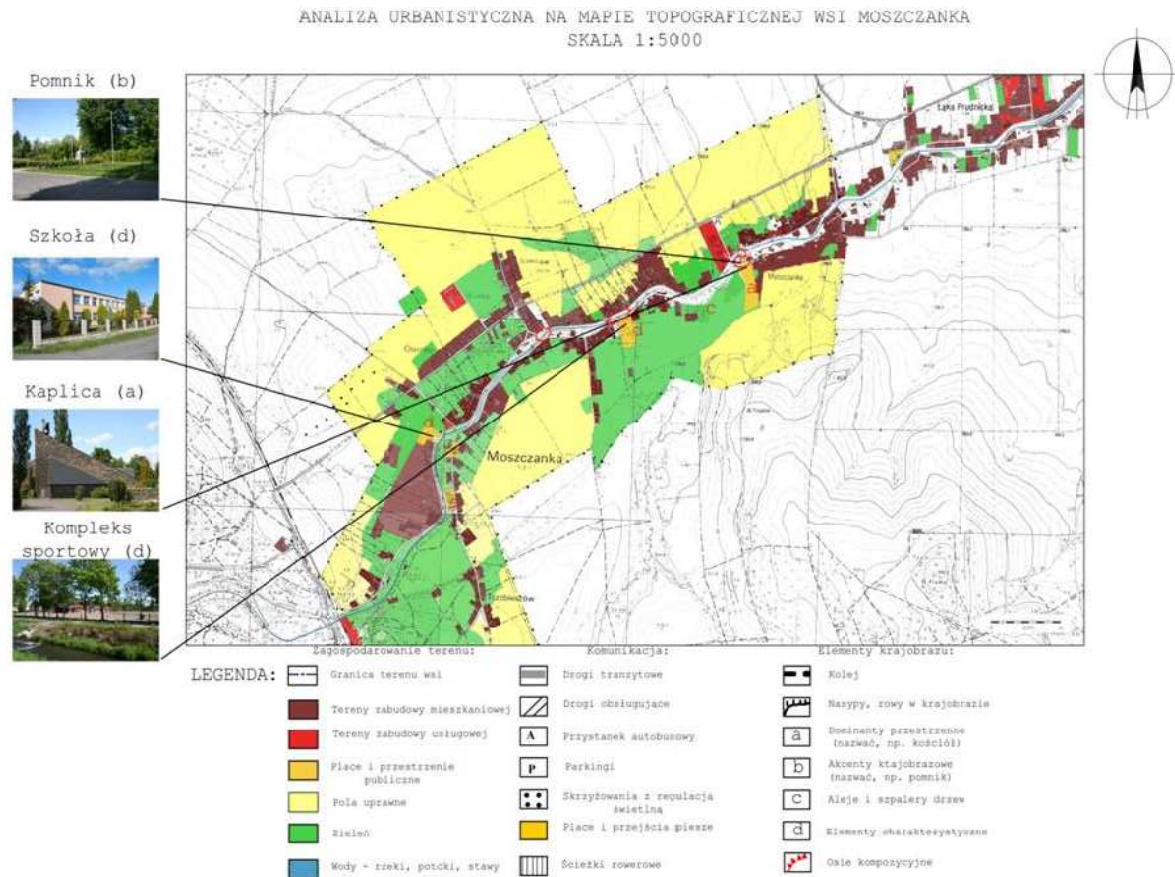 ANALIZA URBANISTYCZNA NA MAPIE TOPOGRAFICZNEJ WSI MOSZCZANKA
SKALA 1:5000
Pomnik (b)
Szkoła (d)
Kaplica (a)
Kompleks
sportowy (d)
Łąka Prudnicka
Moszczanka
a
c
d
a
Moszczanka
LEGENDA:
Zagospodarowanie terenu:
Granica terenu wsi
Tereny zabudowy mieszkaniowej
Tereny zabudowy usługowej
Place i przestrzenie
publiczne
Pola uprawne
Zieleń
Wody - rzeki, potoki, stawy
Komunikacja:
Drogi tranzytowe
Drogi obsługujące
A Przystanek autobusowy
P Parkingi
Skrzyżowania z regulacją
świetlną
Place i przejścia piesze
Ścieżki rowerowe
Elementy krajobrazu:
Kolej
Nasypy, rowy w krajobrazie
a Dominanty przestrzenne
(nazwać, np. kościół)
b Akcenty ktajobrazowe
(nazwać, np. pomnik)
c Aleje i szpalery drzew
d Elementy charakterystyczne
Osie kompozycyjne